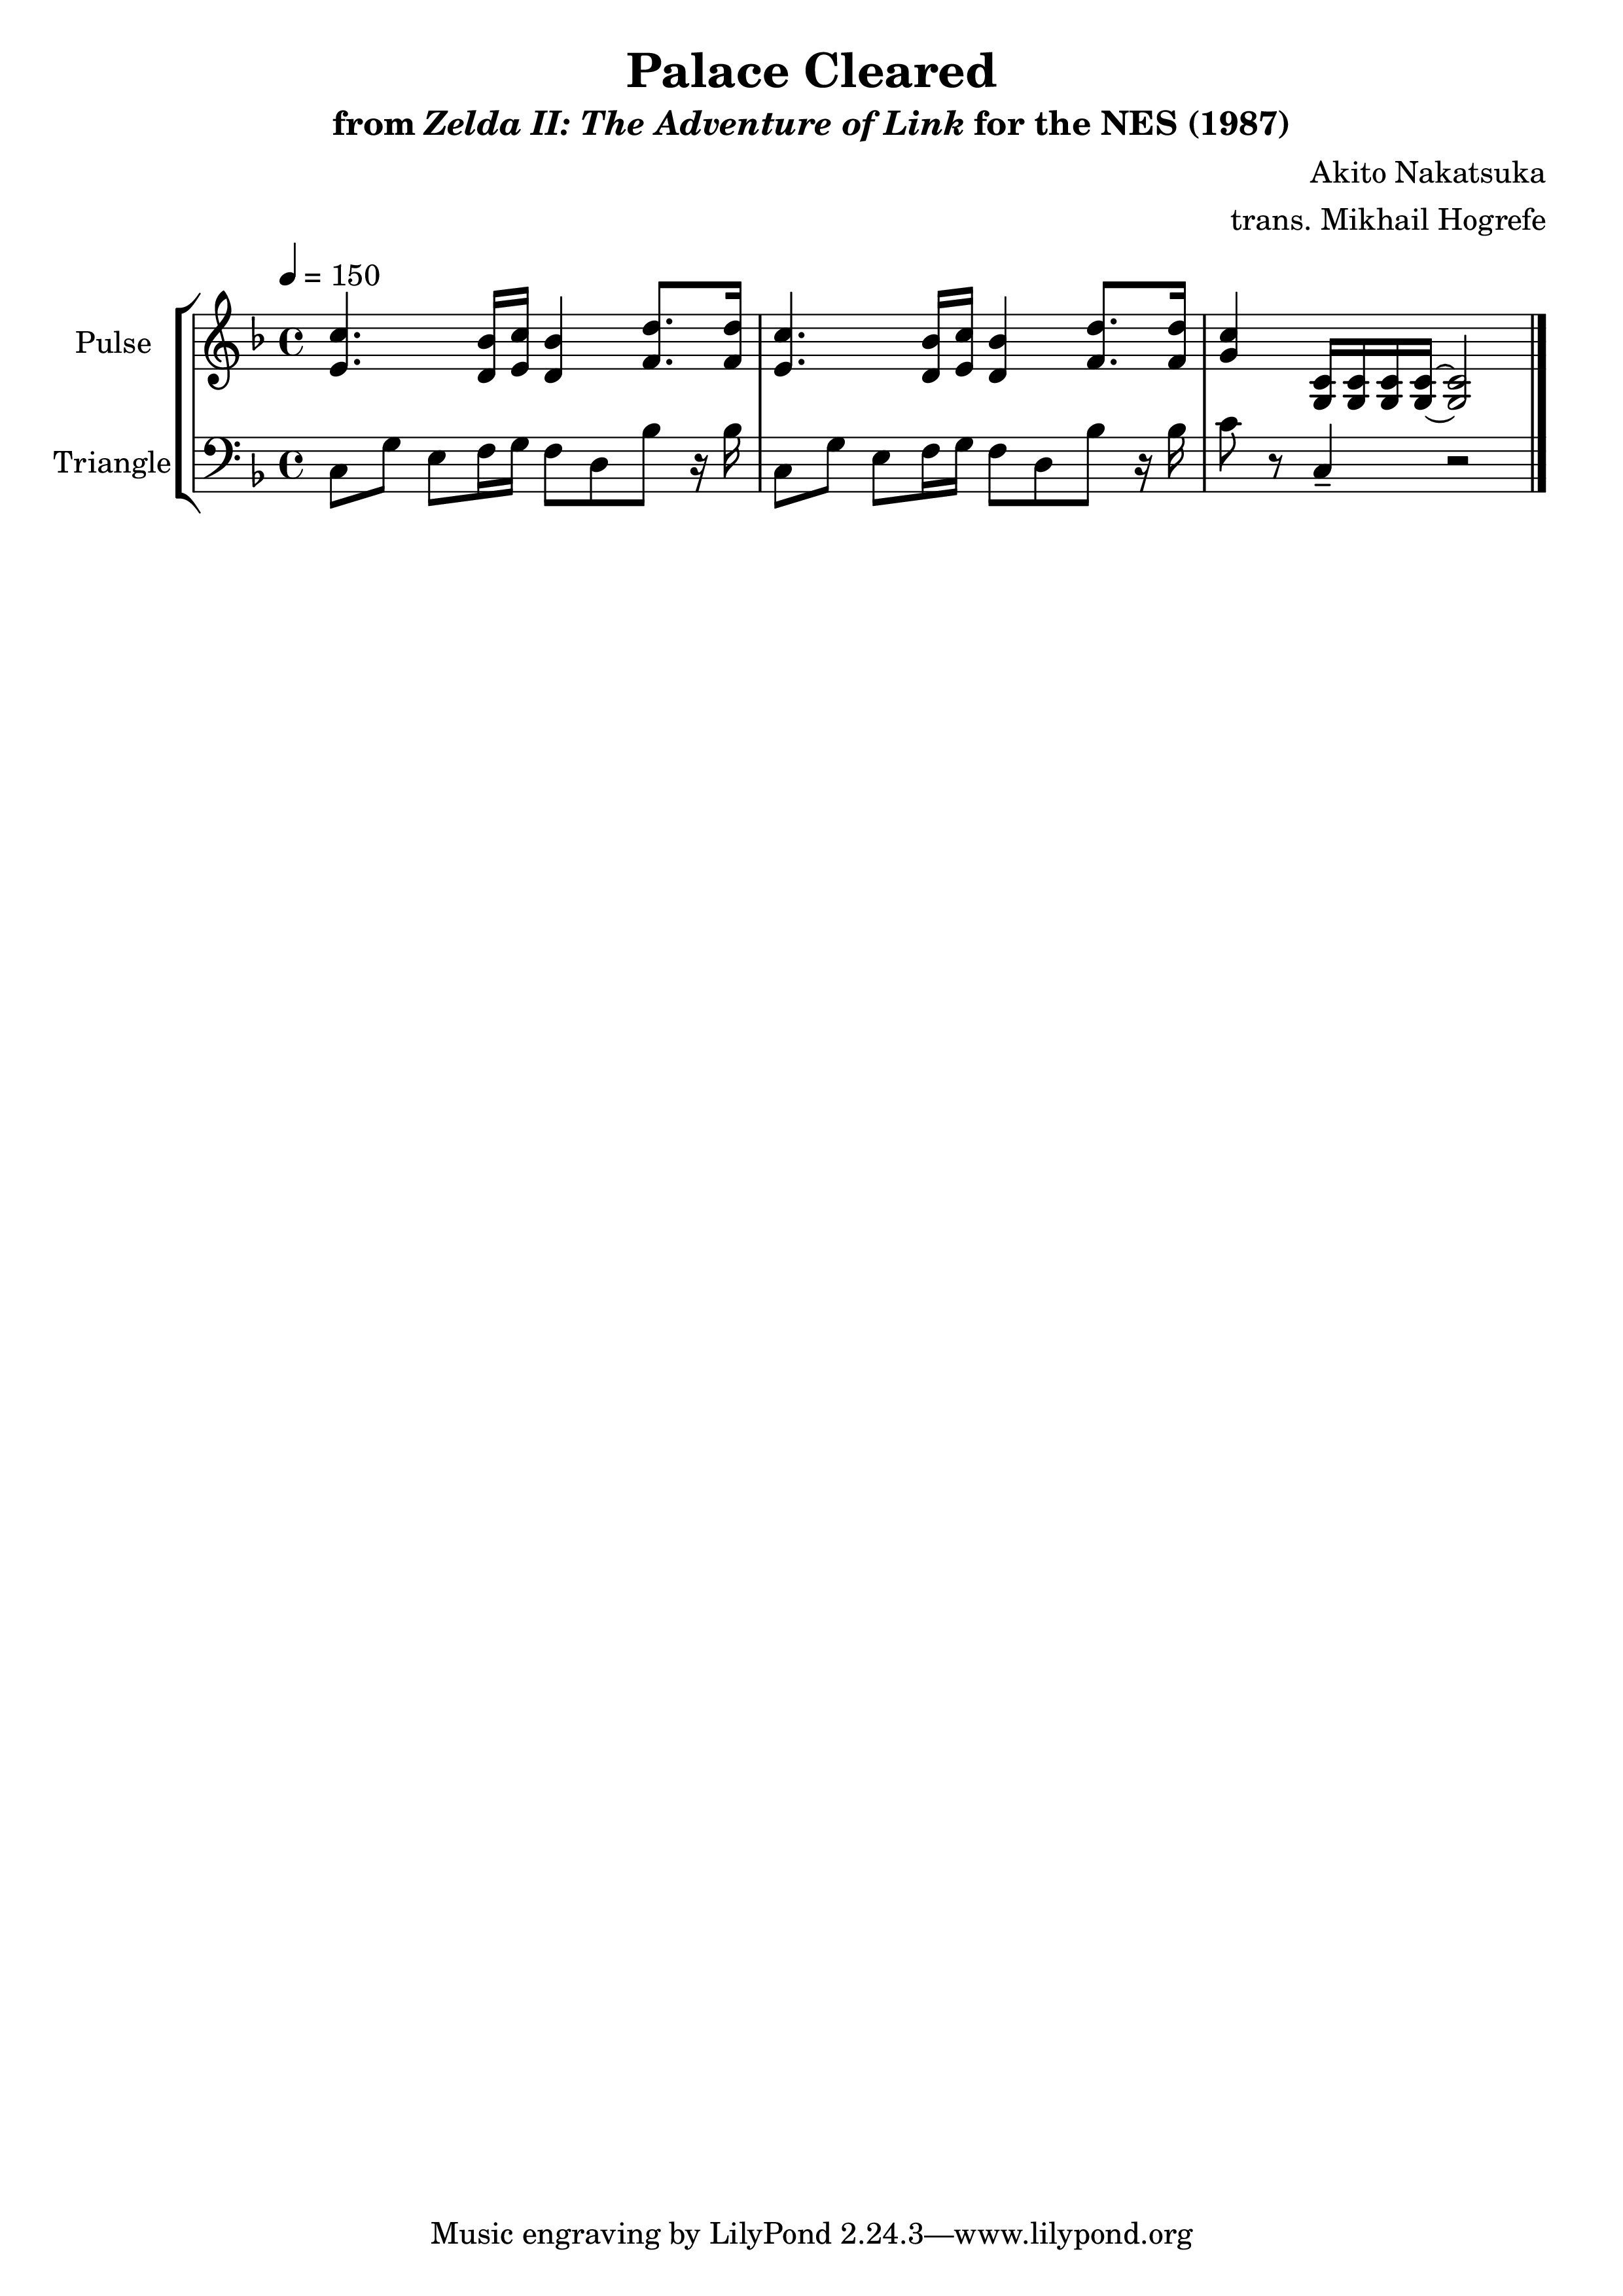 Palace Cleared
from Zelda II: The Adventure of Link for the NES (1987)
Akito Nakatsuka
trans. Mikhail Hogrefe
= 150
Pulse
Triangle
Music engraving by LilyPond 2.24.3—www.lilypond.org